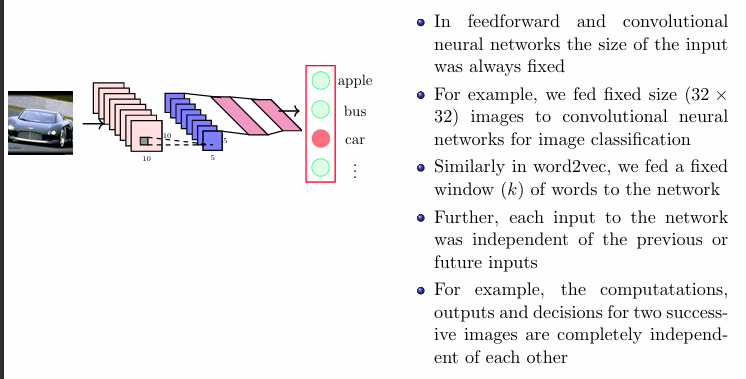 10
10
5
5
apple
bus
car
⋮
In feedforward and convolutional
neural networks the size of the input
was always fixed
For example, we fed fixed size (32 ×
32) images to convolutional neural
networks for image classification
Similarly in word2vec, we fed a fixed
window (k) of words to the network
Further, each input to the network
was independent of the previous or
future inputs
For example, the computatations,
outputs and decisions for two success-
ive images are completely independ-
ent of each other